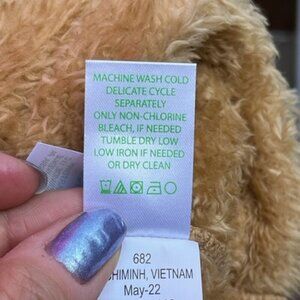 MACHINE WASH COLD
DELICATE CYCLE
SEPARATELY
ONLY NON-CHLORINE
BLEACH, IF NEEDED
TUMBLE DRY LOW
LOW IRON IF NEEDED
OR DRY CLEAN
682
CHIMINH, VIETNAM
May-22